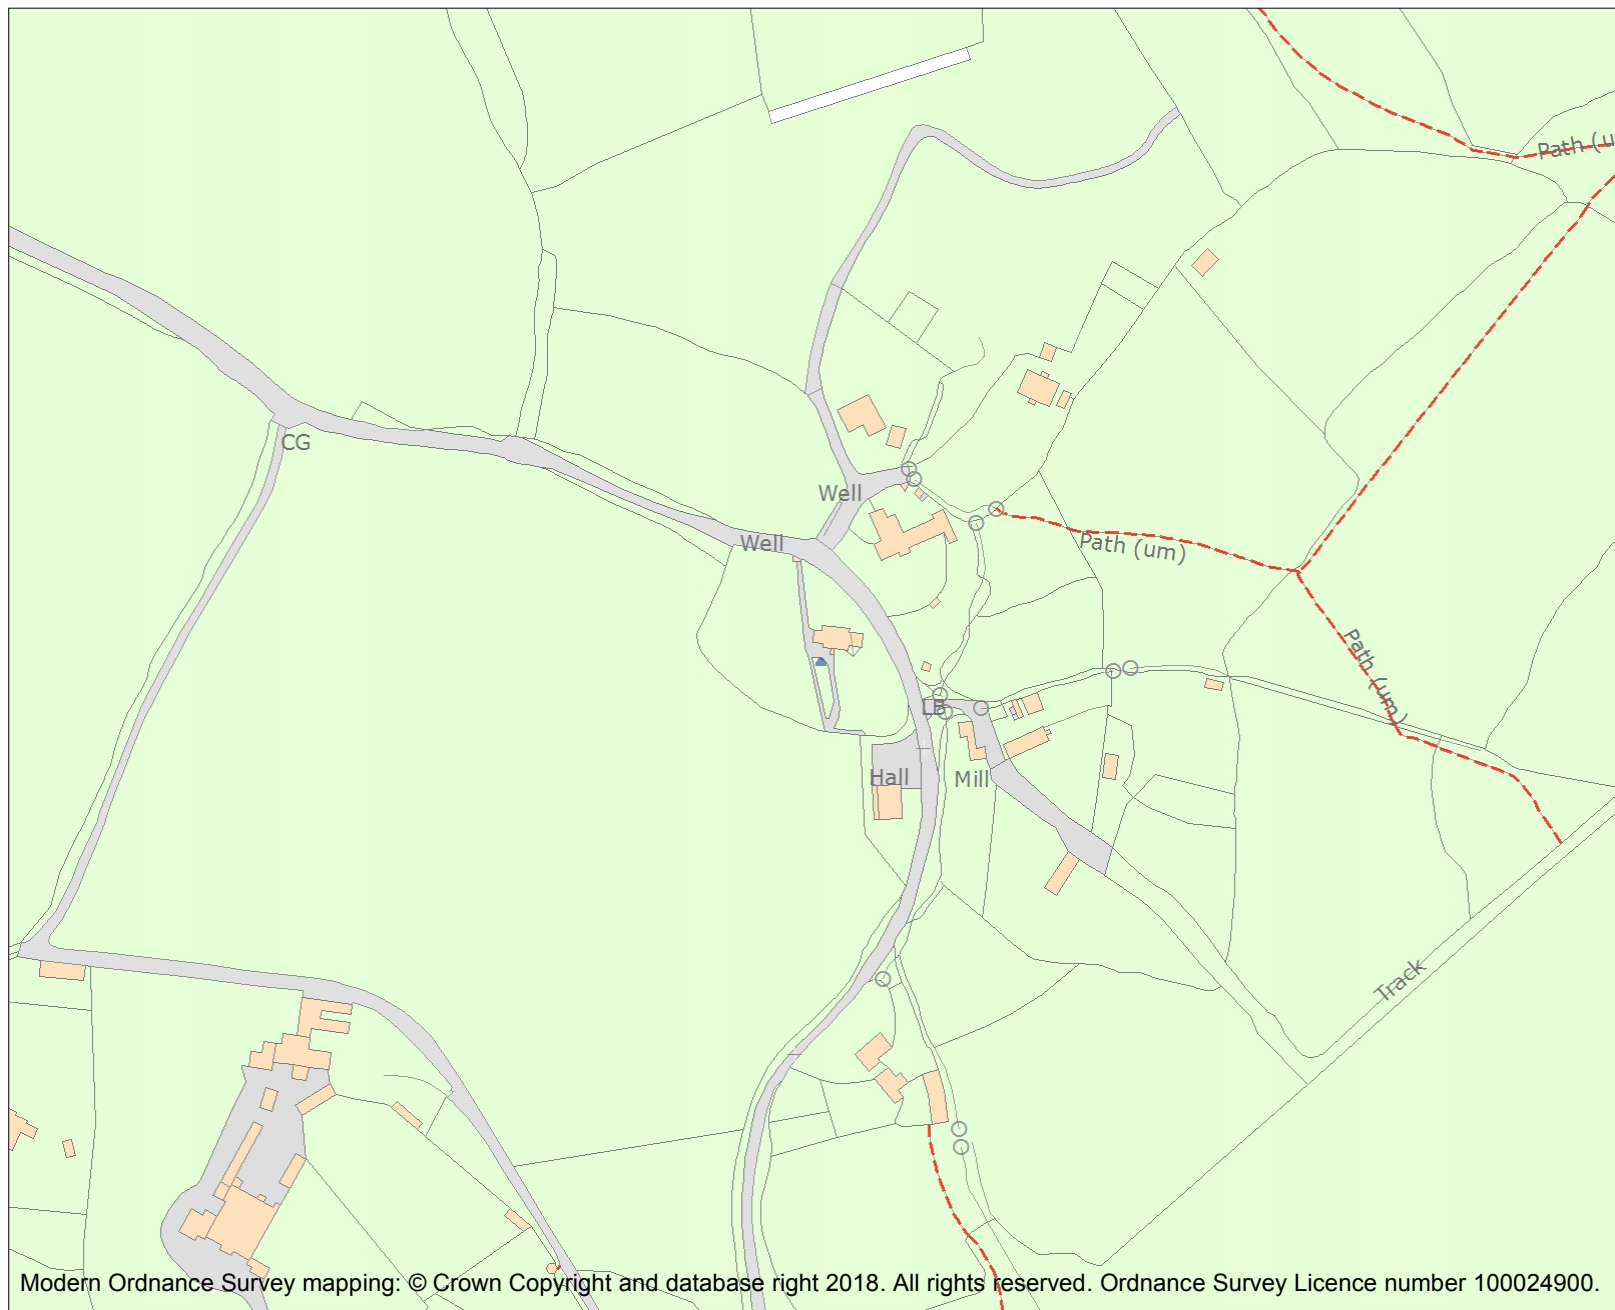 Path (u
CG
Well
Well
Path (um)
Path (um)
LB
Hall
Mill
Track
Modern Ordnance Survey mapping: © Crown Copyright and database right 2018. All rights reserved. Ordnance Survey Licence number 100024900.